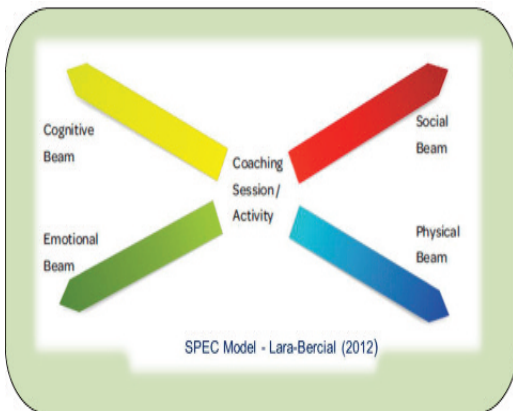 Cognitive
Beam
Social
Beam
Coaching
Session/
Activity
Emotional
Beam
Physical
Beam
SPEC Model - Lara-Bercial (2012)